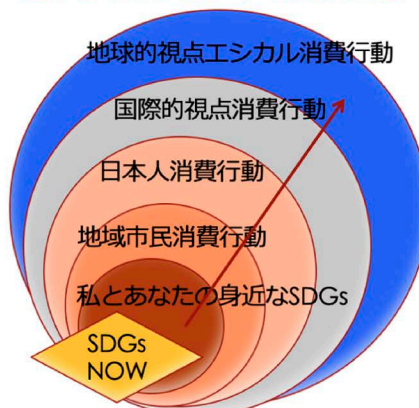 地球的視点エシカル消費行動
国際的視点消費行動
日本人消費行動
地域市民消費行動
私とあなたの身近なSDGs
SDGs
NOW